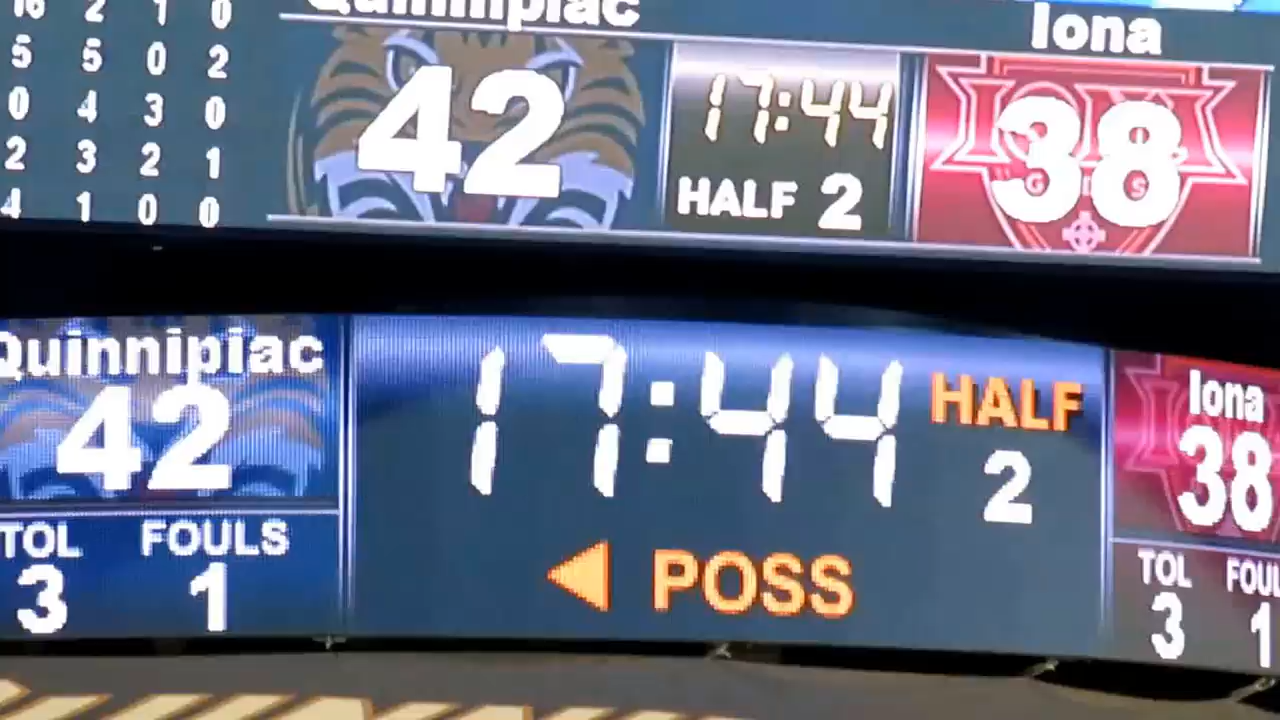 16 2 1 0
5 5 0 2
0 4 3 0
2 3 2 1
4 1 0 0
Quinnipiac
42
17:44
HALF 2
Iona
38
Quinnipiac
42
TOL FOULS
3 1
17:44 HALF
2
POSS
Iona
38
TOL FOUL
3 1